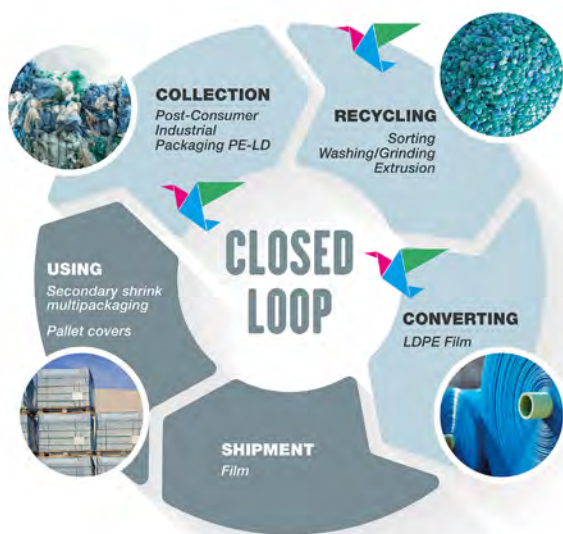 COLLECTION
Post-Consumer
Industrial
Packaging PE-LD
RECYCLING
Sorting
Washing/Grinding
Extrusion
CLOSED
LOOP
USING
Secondary shrink
multipackaging
Pallet covers
CONVERTING
LDPE Film
SHIPMENT
Film